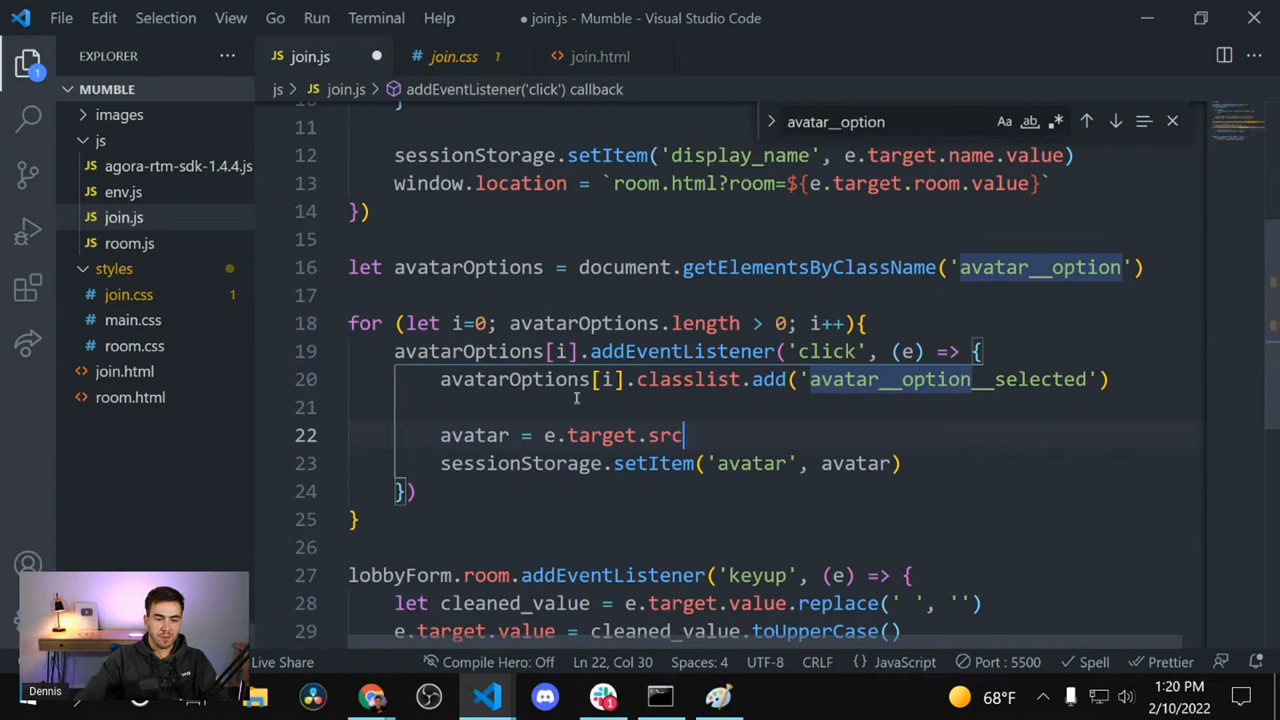 File Edit Selection View Go Run Terminal Help
● join.js - Mumble - Visual Studio Code
EXPLORER ···
JS join.js ●
# join.css 1
<> join.html
MUMBLE
js > JS join.js > addEventListener('click') callback
images
js
JS agora-rtm-sdk-1.4.4.js
JS env.js
JS join.js
JS room.js
styles
# join.css 1
# main.css
# room.css
<> join.html
<> room.html
1
avatar__option Aa ab
11
12 sessionStorage.setItem('display_name', e.target.name.value)
13 window.location = `room.html?room=${e.target.room.value}`
14 })
15
16 let avatarOptions = document.getElementsByClassName('avatar__option')
17
18 for (let i=0; avatarOptions.length > 0; i++){
19 avatarOptions[i].addEventListener('click', (e) => {
20 avatarOptions[i].classlist.add('avatar__option__selected')
21
22 avatar = e.target.src
23 sessionStorage.setItem('avatar', avatar)
24 })
25 }
26
27 lobbyForm.room.addEventListener('keyup', (e) => {
28 let cleaned_value = e.target.value.replace(' ', '')
29 e.target.value = cleaned_value.toUpperCase()
Dennis
Live Share Compile Hero: Off Ln 22, Col 30 Spaces: 4 UTF-8 CRLF {} JavaScript Port : 5500 Spell Prettier
68°F
1:20 PM
2/10/2022